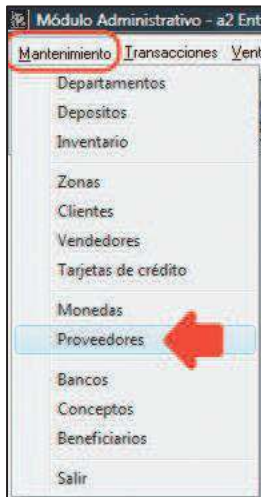 Módulo Administrativo - a2 Ent
Mantenimiento Transacciones Vent
Departamentos
Depositos
Inventario
Zonas
Clientes
Vendedores
Tarjetas de crédito
Monedas
Proveedores
Bancos
Conceptos
Beneficiarios
Salir